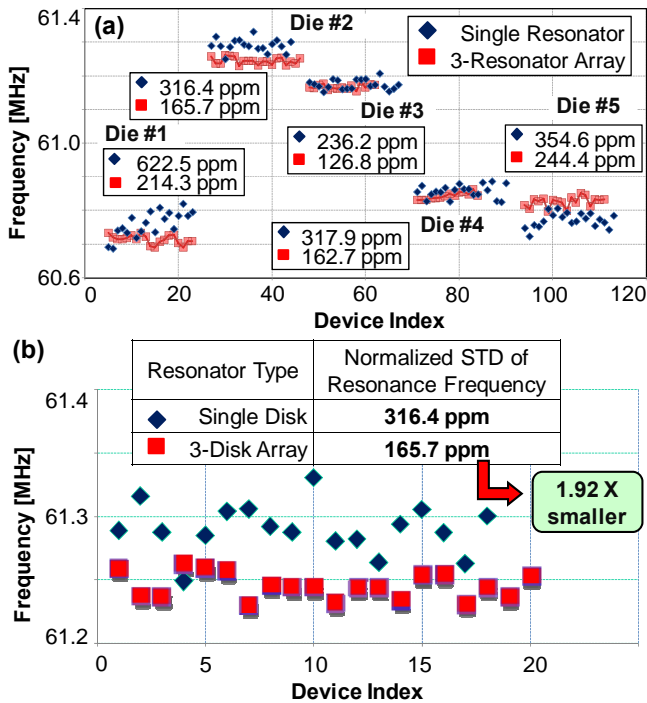 (a)
Die #2
Single Resonator
3-Resonator Array
316.4 ppm
165.7 ppm
Die #1
622.5 ppm
214.3 ppm
Die #3
236.2 ppm
126.8 ppm
Die #5
354.6 ppm
244.4 ppm
Die #4
317.9 ppm
162.7 ppm
Frequency [MHz]
61.4
61.0
60.6
0 20 40 60 80 100 120
Device Index
(b)
Resonator Type
Normalized STD of
Resonance Frequency
Single Disk 316.4 ppm
3-Disk Array 165.7 ppm
1.92 X
smaller
Frequency [MHz]
61.4
61.3
61.2
0 5 10 15 20
Device Index